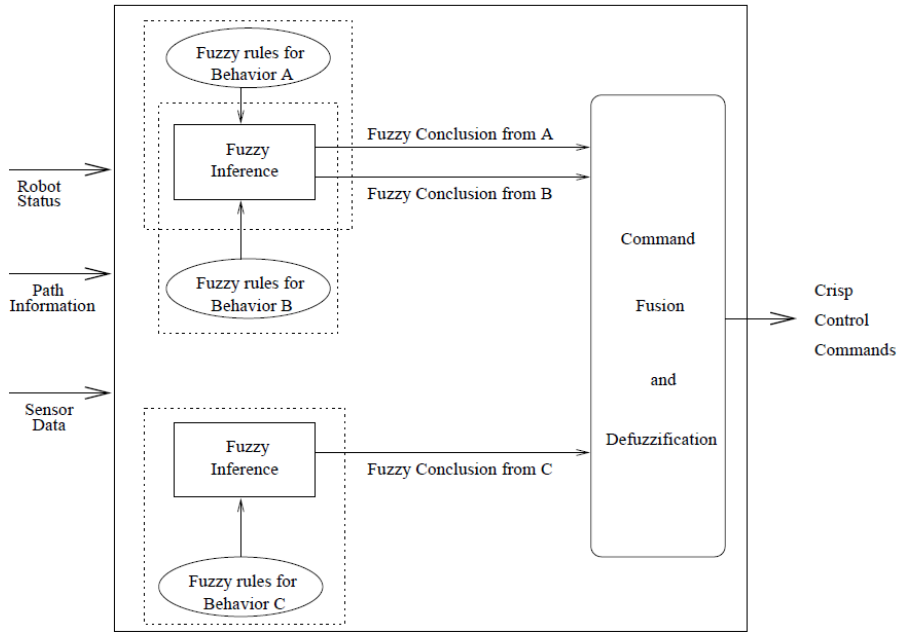 Fuzzy rules for
Behavior A
Fuzzy
Inference
Fuzzy Conclusion from A
Fuzzy Conclusion from B
Fuzzy rules for
Behavior B
Robot
Status
Path
Information
Sensor
Data
Fuzzy
Inference
Fuzzy Conclusion from C
Fuzzy rules for
Behavior C
Command
Fusion
and
Defuzzification
Crisp
Control
Commands